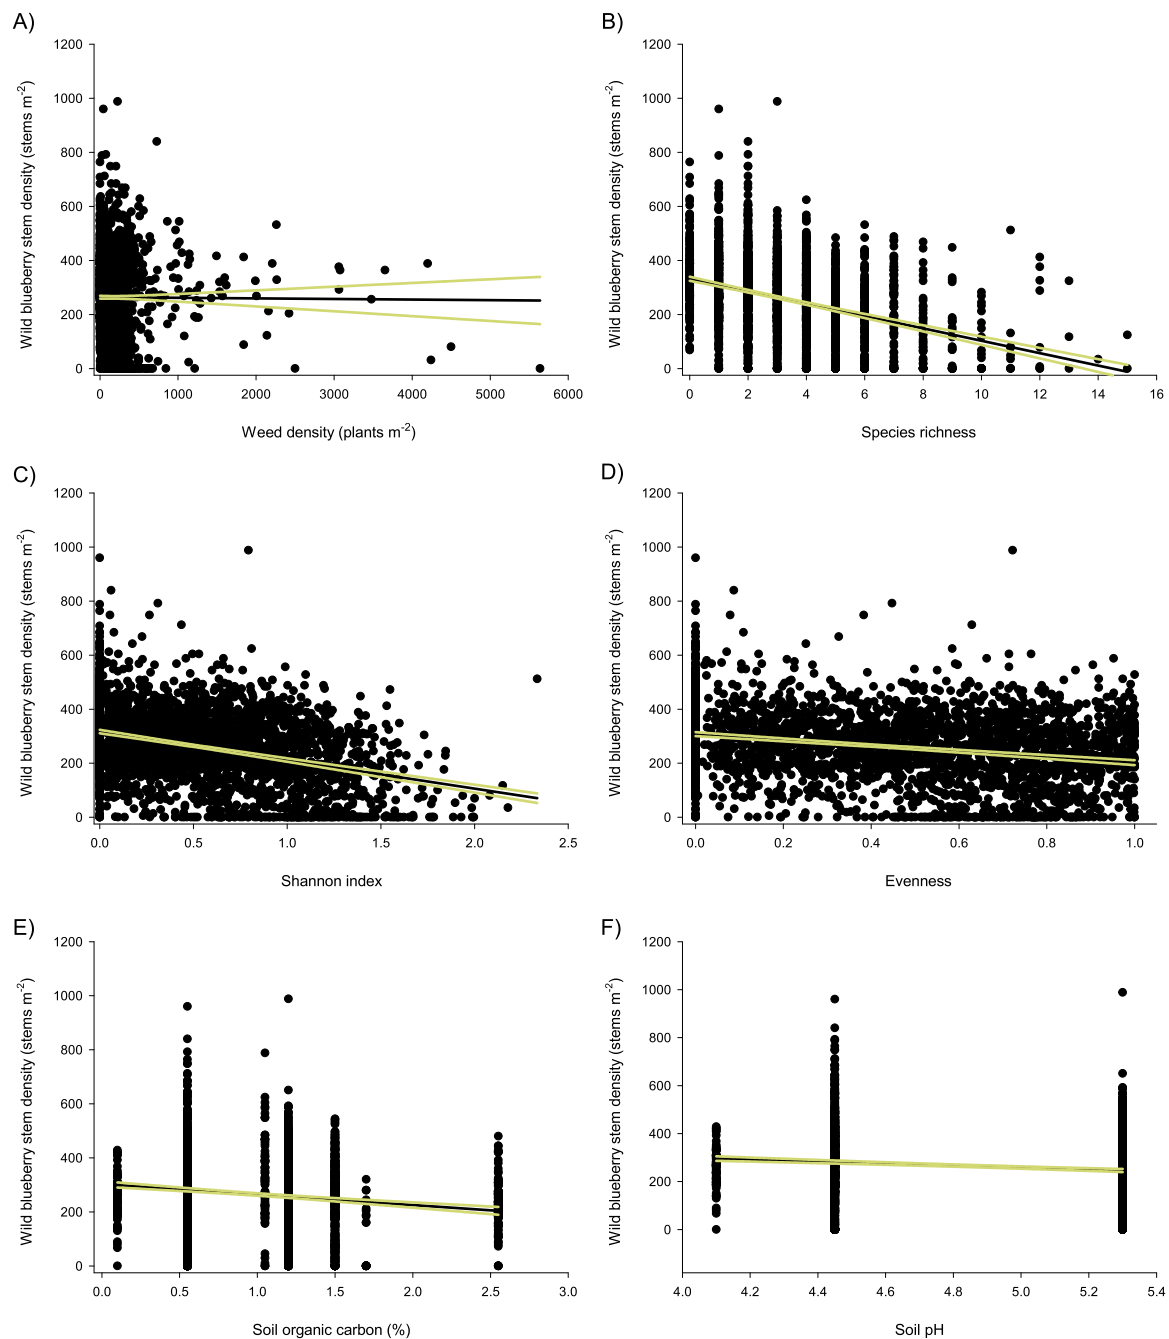 A)
1200
1000
800
600
400
200
0
Wild blueberry stem density (stems m-2)
0 1000 2000 3000 4000 5000 6000
Weed density (plants m-2)
B)
1200
1000
800
600
400
200
0
Wild blueberry stem density (stems m-2)
0 2 4 6 8 10 12 14 16
Species richness
C)
1200
1000
800
600
400
200
0
Wild blueberry stem density (stems m-2)
0.0 0.5 1.0 1.5 2.0 2.5
Shannon index
D)
1200
1000
800
600
400
200
0
Wild blueberry stem density (stems m-2)
0.0 0.2 0.4 0.6 0.8 1.0
Evenness
E)
1200
1000
800
600
400
200
0
Wild blueberry stem density (stems m-2)
0.0 0.5 1.0 1.5 2.0 2.5 3.0
Soil organic carbon (%)
F)
1200
1000
800
600
400
200
0
Wild blueberry stem density (stems m-2)
4.0 4.2 4.4 4.6 4.8 5.0 5.2 5.4
Soil pH